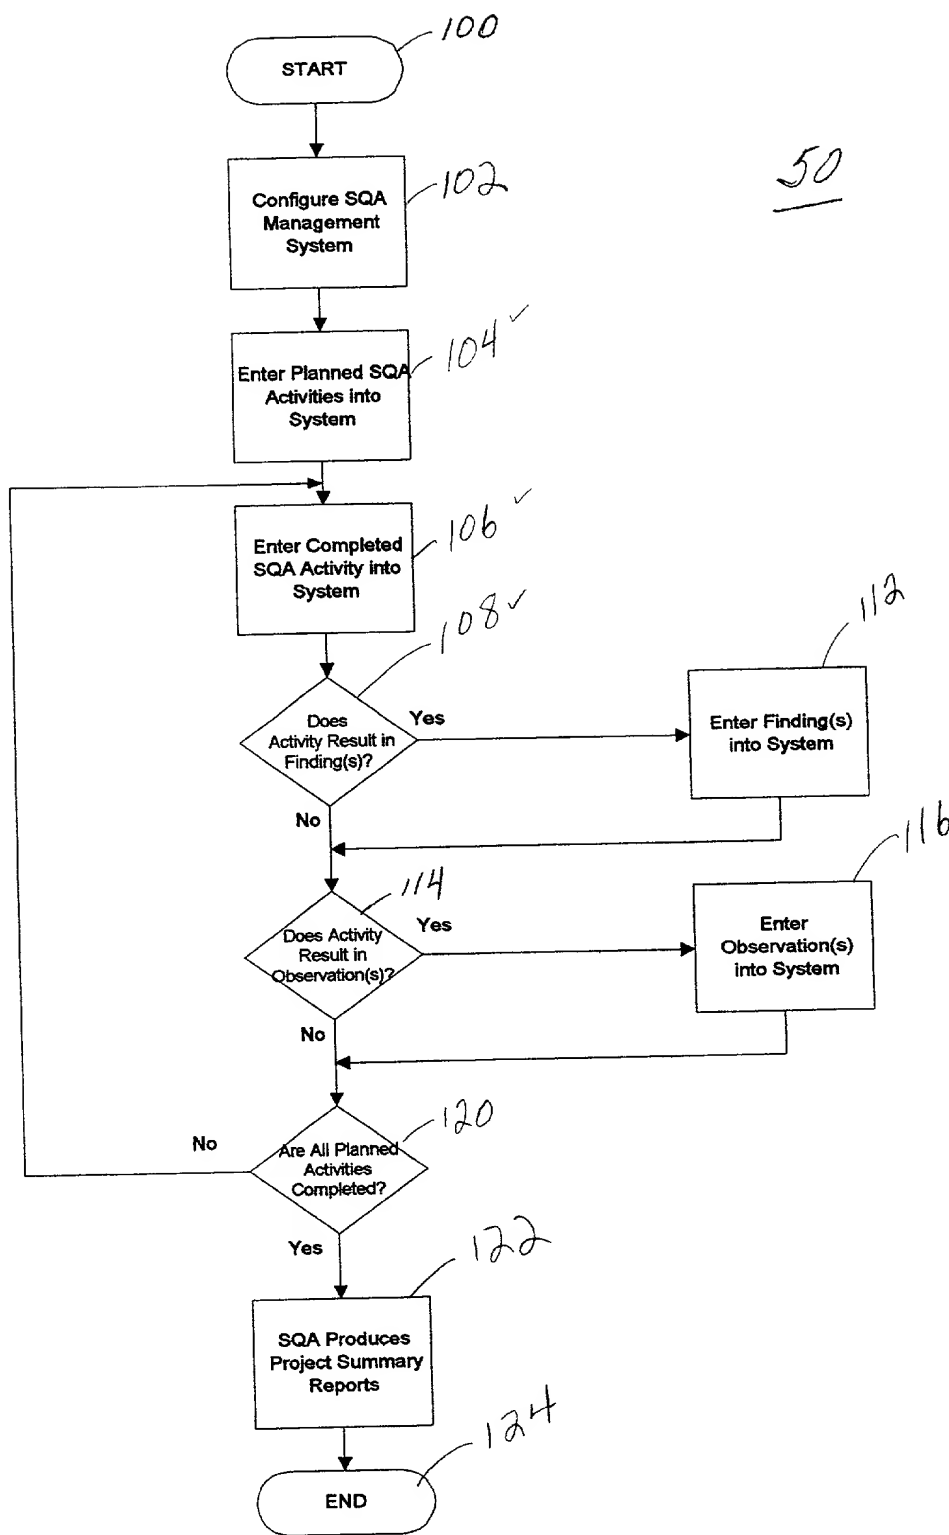 100
START
50
102
Configure SQA
Management
System
104 ✓
Enter Planned SQA
Activities into
System
106 ✓
Enter Completed
SQA Activity into
System
108 ✓
112
Does
Activity Result in
Finding(s)?
Yes
Enter Finding(s)
into System
No
116
114
Does Activity
Result in
Observation(s)?
Yes
Enter
Observation(s)
into System
No
120
No
Are All Planned
Activities
Completed?
Yes
122
SQA Produces
Project Summary
Reports
124
END